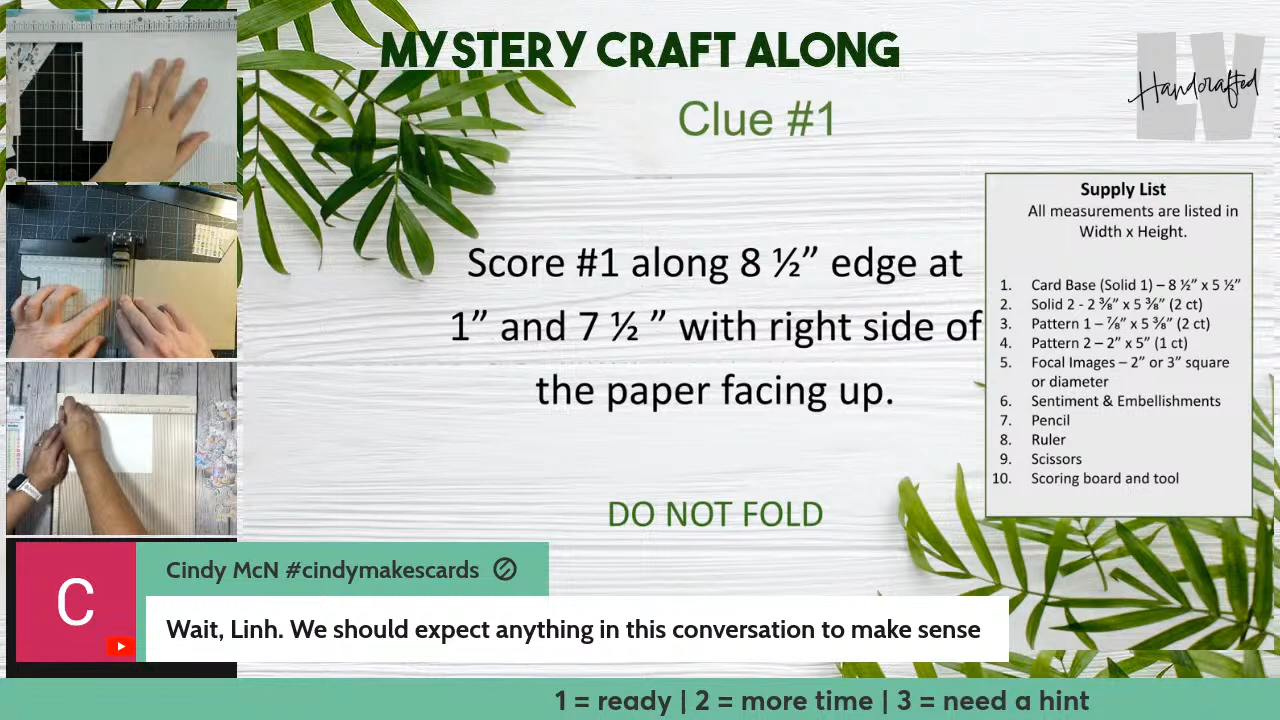 MYSTERY CRAFT ALONG
Clue #1
Handcrafted
Score #1 along 8 ½” edge at
1” and 7 ½ ” with right side of
the paper facing up.
DO NOT FOLD
Supply List
All measurements are listed in
Width x Height.
1. Card Base (Solid 1) – 8 ½” x 5 ½”
2. Solid 2 - 2 ⅜” x 5 ⅜” (2 ct)
3. Pattern 1 – ⅞” x 5 ⅜” (2 ct)
4. Pattern 2 – 2” x 5” (1 ct)
5. Focal Images – 2” or 3” square
or diameter
6. Sentiment & Embellishments
7. Pencil
8. Ruler
9. Scissors
10. Scoring board and tool
C
Cindy McN #cindymakescards
Wait, Linh. We should expect anything in this conversation to make sense
1 = ready | 2 = more time | 3 = need a hint